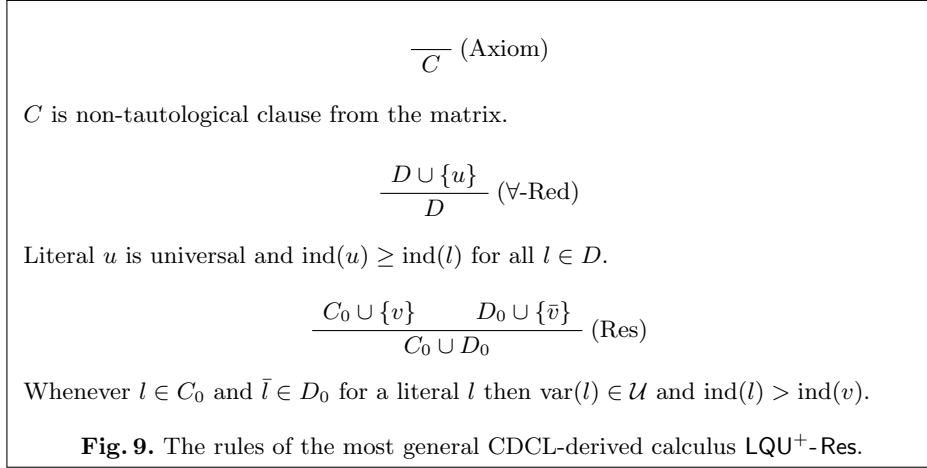 C (Axiom)
C is non-tautological clause from the matrix.
D ∪ {u}
D (∀-Red)
Literal u is universal and ind(u) ≥ ind(l) for all l ∈ D.
C₀ ∪ {v} D₀ ∪ {v̄}
C₀ ∪ D₀ (Res)
Whenever l ∈ C₀ and l̄ ∈ D₀ for a literal l then var(l) ∈ 𝒰 and ind(l) > ind(v).
Fig. 9. The rules of the most general CDCL-derived calculus LQU⁺-Res.